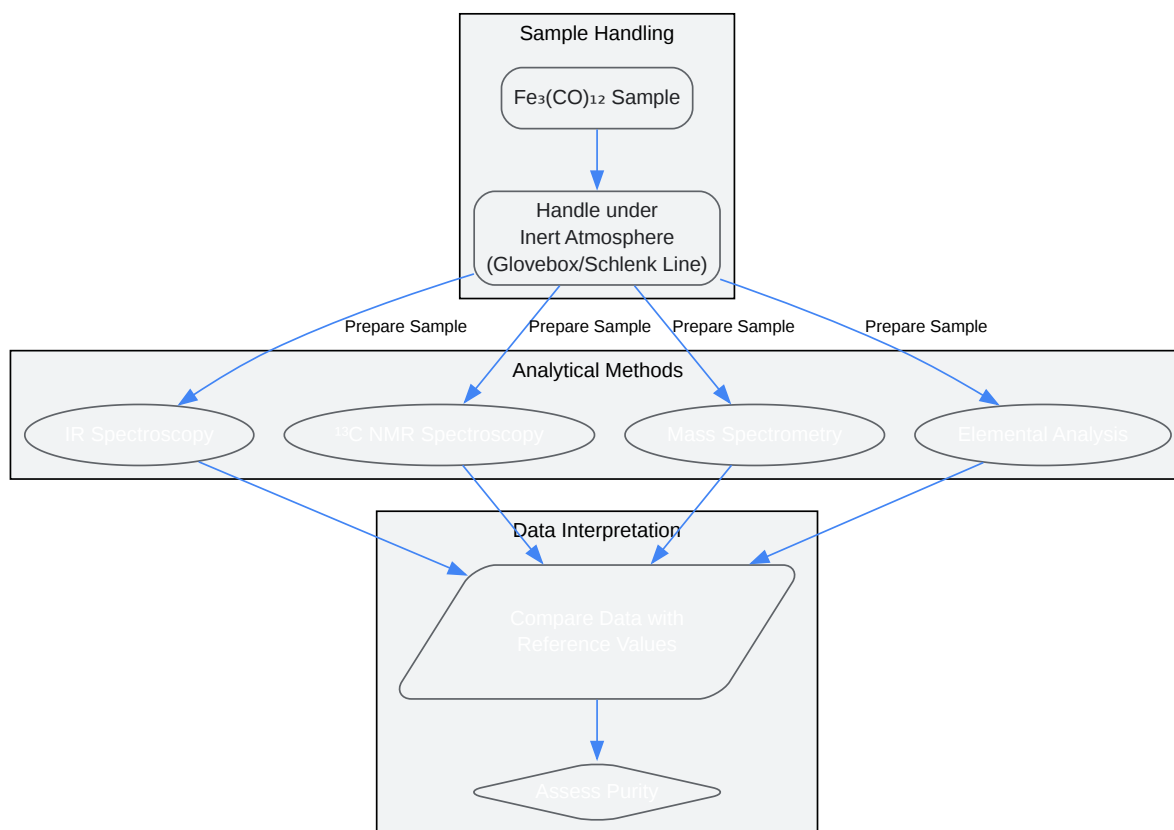 Sample Handling
Fe₃(CO)₁₂ Sample
Handle under
Inert Atmosphere
(Glovebox/Schlenk Line)
Prepare Sample
Prepare Sample
Prepare Sample
Prepare Sample
Analytical Methods
IR Spectroscopy
¹³C NMR Spectroscopy
Mass Spectrometry
Elemental Analysis
Data Interpretation
Compare Data with
Reference Values
Assess Purity